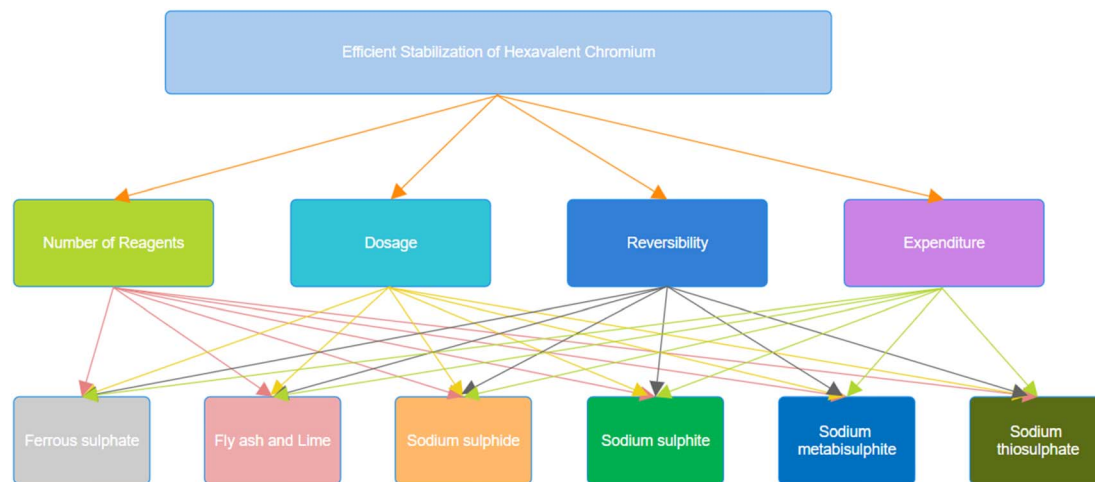 Efficient Stabilization of Hexavalent Chromium
Number of Reagents
Dosage
Reversibility
Expenditure
Ferrous sulphate
Fly ash and Lime
Sodium sulphide
Sodium sulphite
Sodium
metabisulphite
Sodium
thiosulphate